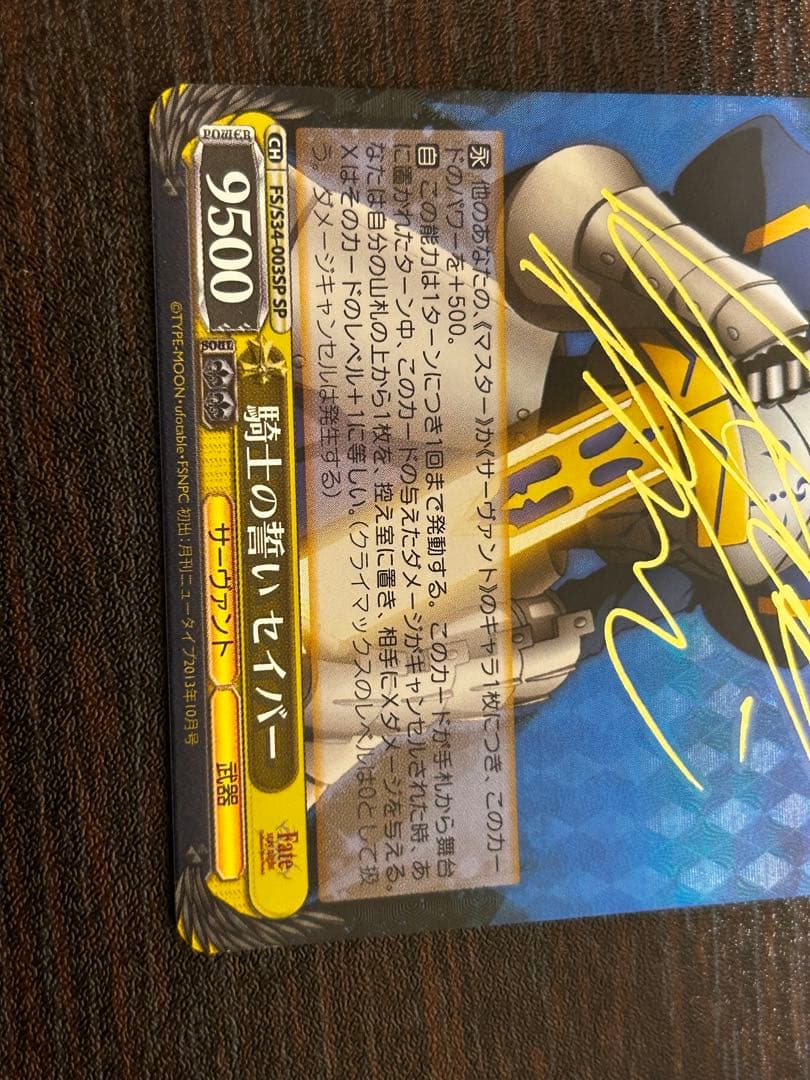 永 他のあなたの、《マスター》か《サーヴァント》のキャラ1枚につき、このカー
ドのパワーを+500。
自 この能力は1ターンにつき1回まで発動する。このカードが手札から舞台
に置かれたターン中、このカードの与えたダメージがキャンセルされた時、あ
なたは自分の山札の上から1枚を、控え室に置き、相手にXダメージを与える。
Xはそのカードのレベル+1に等しい。(クライマックスのレベルは0として扱
う。ダメージキャンセルは発生する)
CH FS/S34-003SP SP
POWER
9500
SOUL
騎士の誓い セイバー
サーヴァント
武器
Fate
©TYPE-MOON・ufotable・FSNPC 初出:月刊ニュータイプ2013年10月号